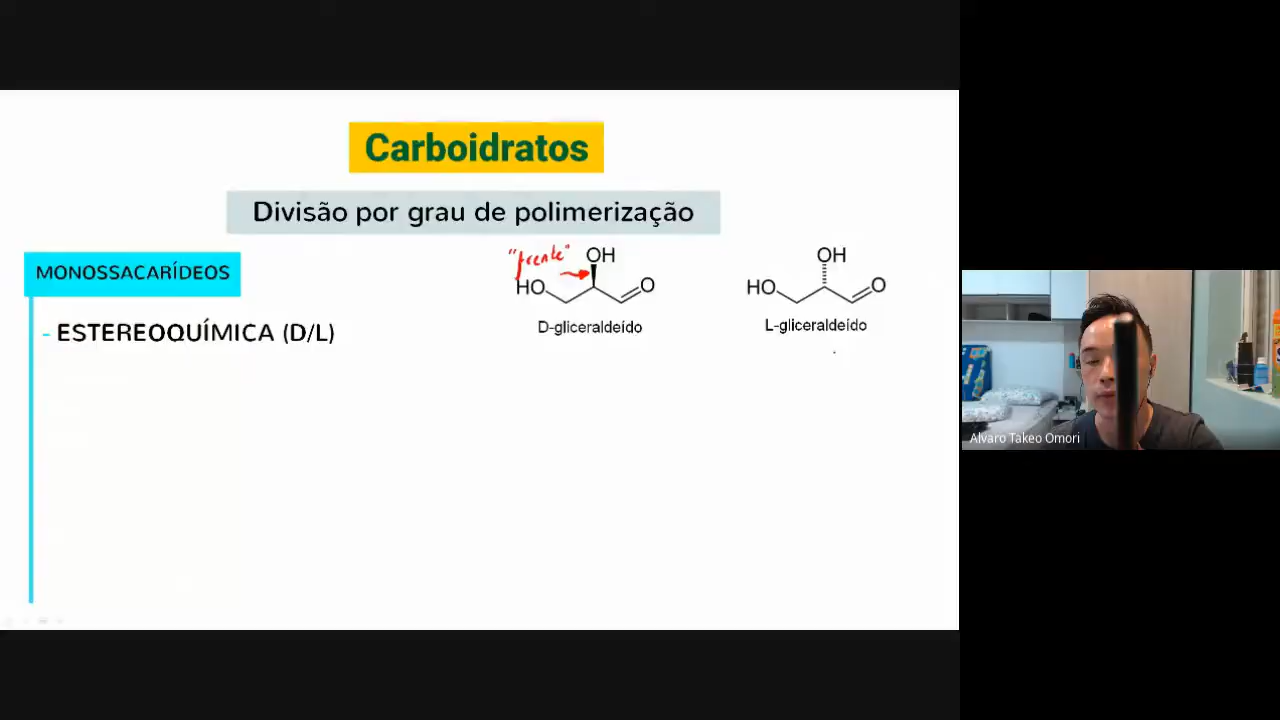 Carboidratos
Divisão por grau de polimerização
MONOSSACARÍDEOS
- ESTEREOQUÍMICA (D/L)
"frente"
OH
HO
O
D-gliceraldeído
OH
HO
O
L-gliceraldeído
Alvaro Takeo Omori